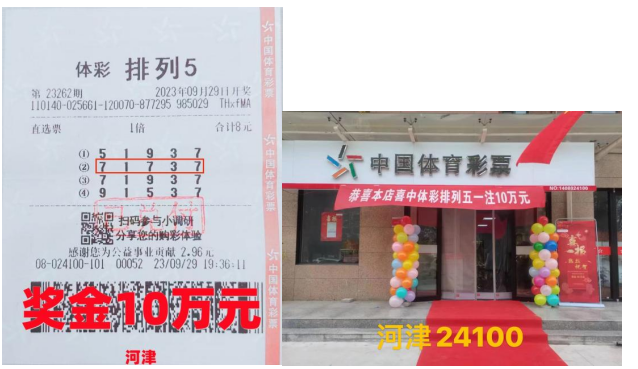 体彩 排列5
第 23262期 2023年09月29日开奖
110140-025661-120070-877295 985029 THxFMA
直选票 1倍 合计8元
① 5 1 9 3 7
② 7 1 7 3 7
③ 7 1 9 3 7
④ 9 1 5 3 7
扫码参与小调研
分享您的购彩体验
感谢您为公益事业贡献 2.96元
08-024100-101 00052 23/09/29 19:36:11
奖金10万元
河津
中国体育彩票
中国体育彩票
恭喜本店喜中体彩排列五一注10万元
河津24100